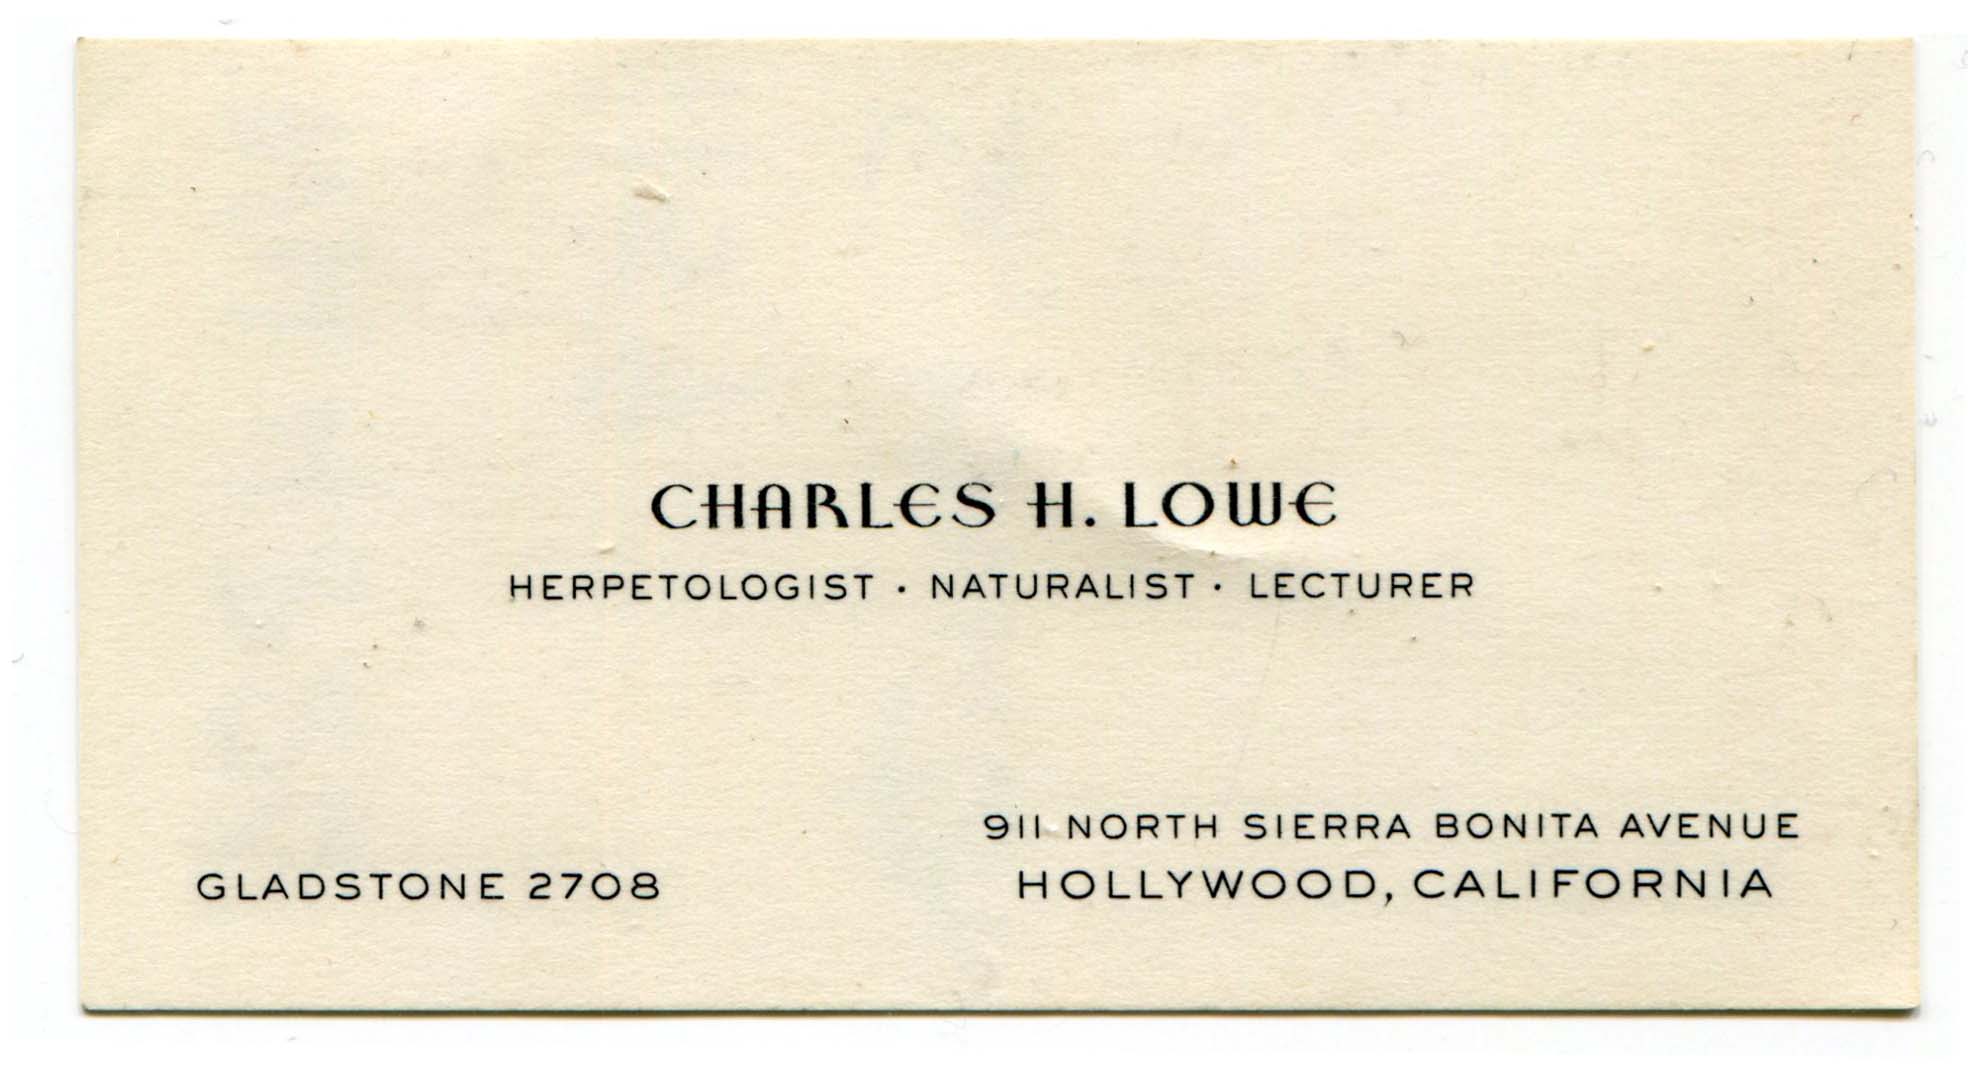 CHARLES H. LOWE
HERPETOLOGIST · NATURALIST · LECTURER
GLADSTONE 2708
911 NORTH SIERRA BONITA AVENUE
HOLLYWOOD, CALIFORNIA